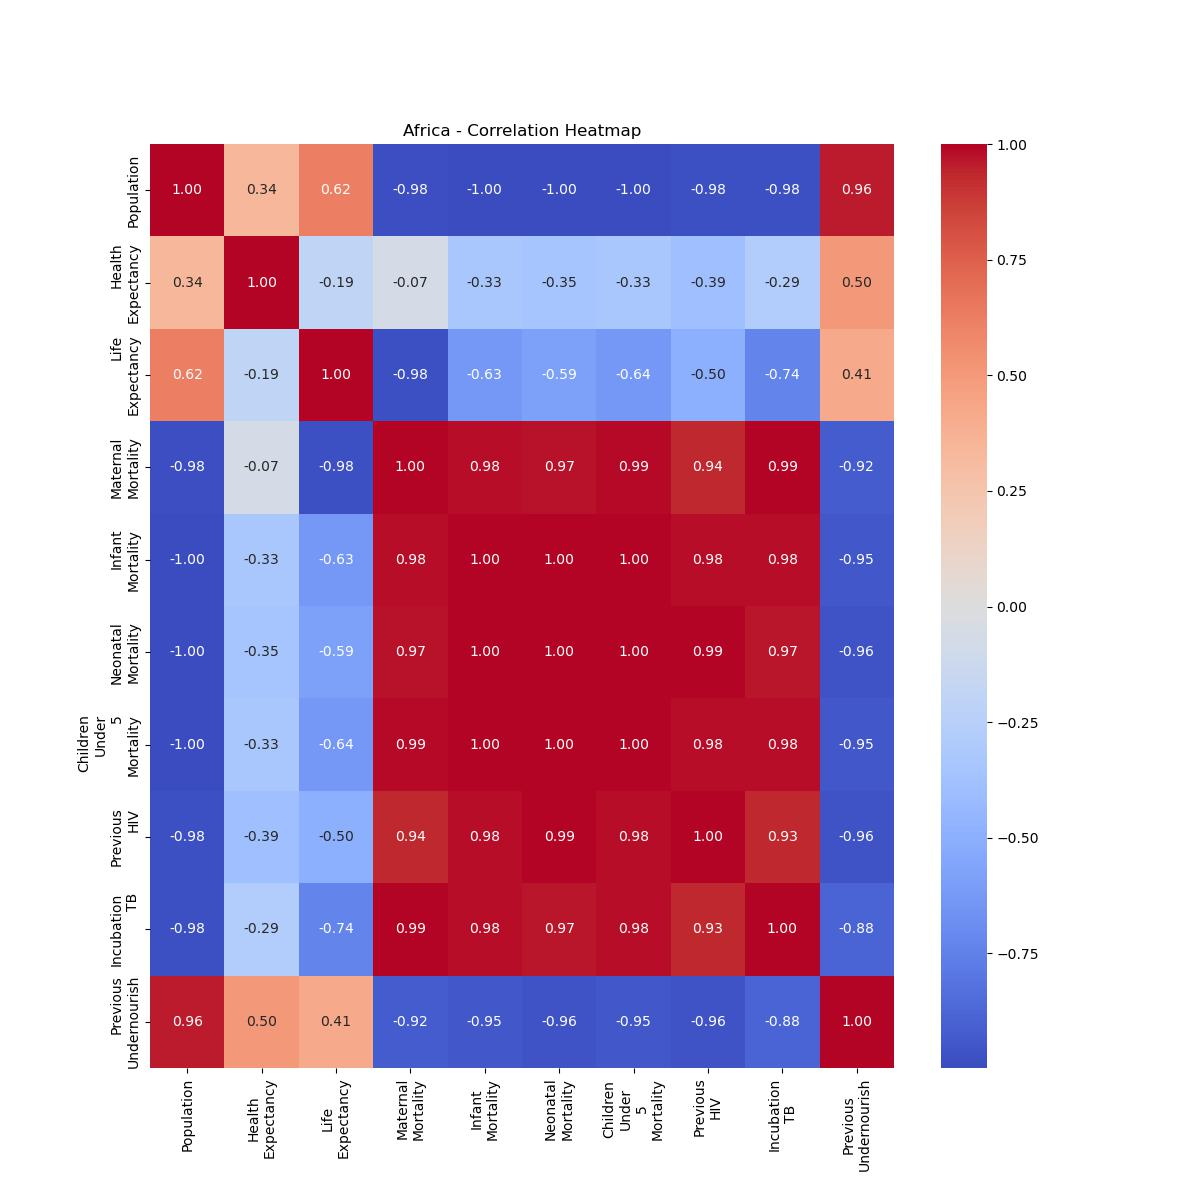 Africa - Correlation Heatmap
Population
1.00 0.34 0.62 -0.98 -1.00 -1.00 -1.00 -0.98 -0.98 0.96
Health
Expectancy
0.34 1.00 -0.19 -0.07 -0.33 -0.35 -0.33 -0.39 -0.29 0.50
Life
Expectancy
0.62 -0.19 1.00 -0.98 -0.63 -0.59 -0.64 -0.50 -0.74 0.41
Maternal
Mortality
-0.98 -0.07 -0.98 1.00 0.98 0.97 0.99 0.94 0.99 -0.92
Infant
Mortality
-1.00 -0.33 -0.63 0.98 1.00 1.00 1.00 0.98 0.98 -0.95
Neonatal
Mortality
-1.00 -0.35 -0.59 0.97 1.00 1.00 1.00 0.99 0.97 -0.96
Children
Under
5
Mortality
-1.00 -0.33 -0.64 0.99 1.00 1.00 1.00 0.98 0.98 -0.95
Previous
HIV
-0.98 -0.39 -0.50 0.94 0.98 0.99 0.98 1.00 0.93 -0.96
Incubation
TB
-0.98 -0.29 -0.74 0.99 0.98 0.97 0.98 0.93 1.00 -0.88
Previous
Undernourish
0.96 0.50 0.41 -0.92 -0.95 -0.96 -0.95 -0.96 -0.88 1.00
Population
Health
Expectancy
Life
Expectancy
Maternal
Mortality
Infant
Mortality
Neonatal
Mortality
Children
Under
5
Mortality
Previous
HIV
Incubation
TB
Previous
Undernourish
1.00
0.75
0.50
0.25
0.00
−0.25
−0.50
−0.75